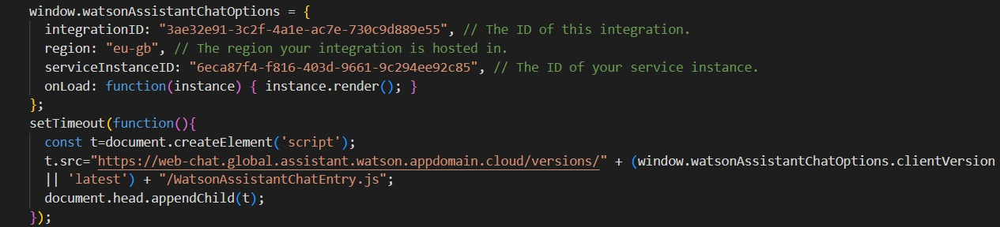 window.watsonAssistantChatOptions = {
integrationID: "3ae32e91-3c2f-4a1e-ac7e-730c9d889e55", // The ID of this integration.
region: "eu-gb", // The region your integration is hosted in.
serviceInstanceID: "6eca87f4-f816-403d-9661-9c294ee92c85", // The ID of your service instance.
onLoad: function(instance) { instance.render(); }
};
setTimeout(function(){
const t=document.createElement('script');
t.src="https://web-chat.global.assistant.watson.appdomain.cloud/versions/" + (window.watsonAssistantChatOptions.clientVersion
|| 'latest') + "/WatsonAssistantChatEntry.js";
document.head.appendChild(t);
});